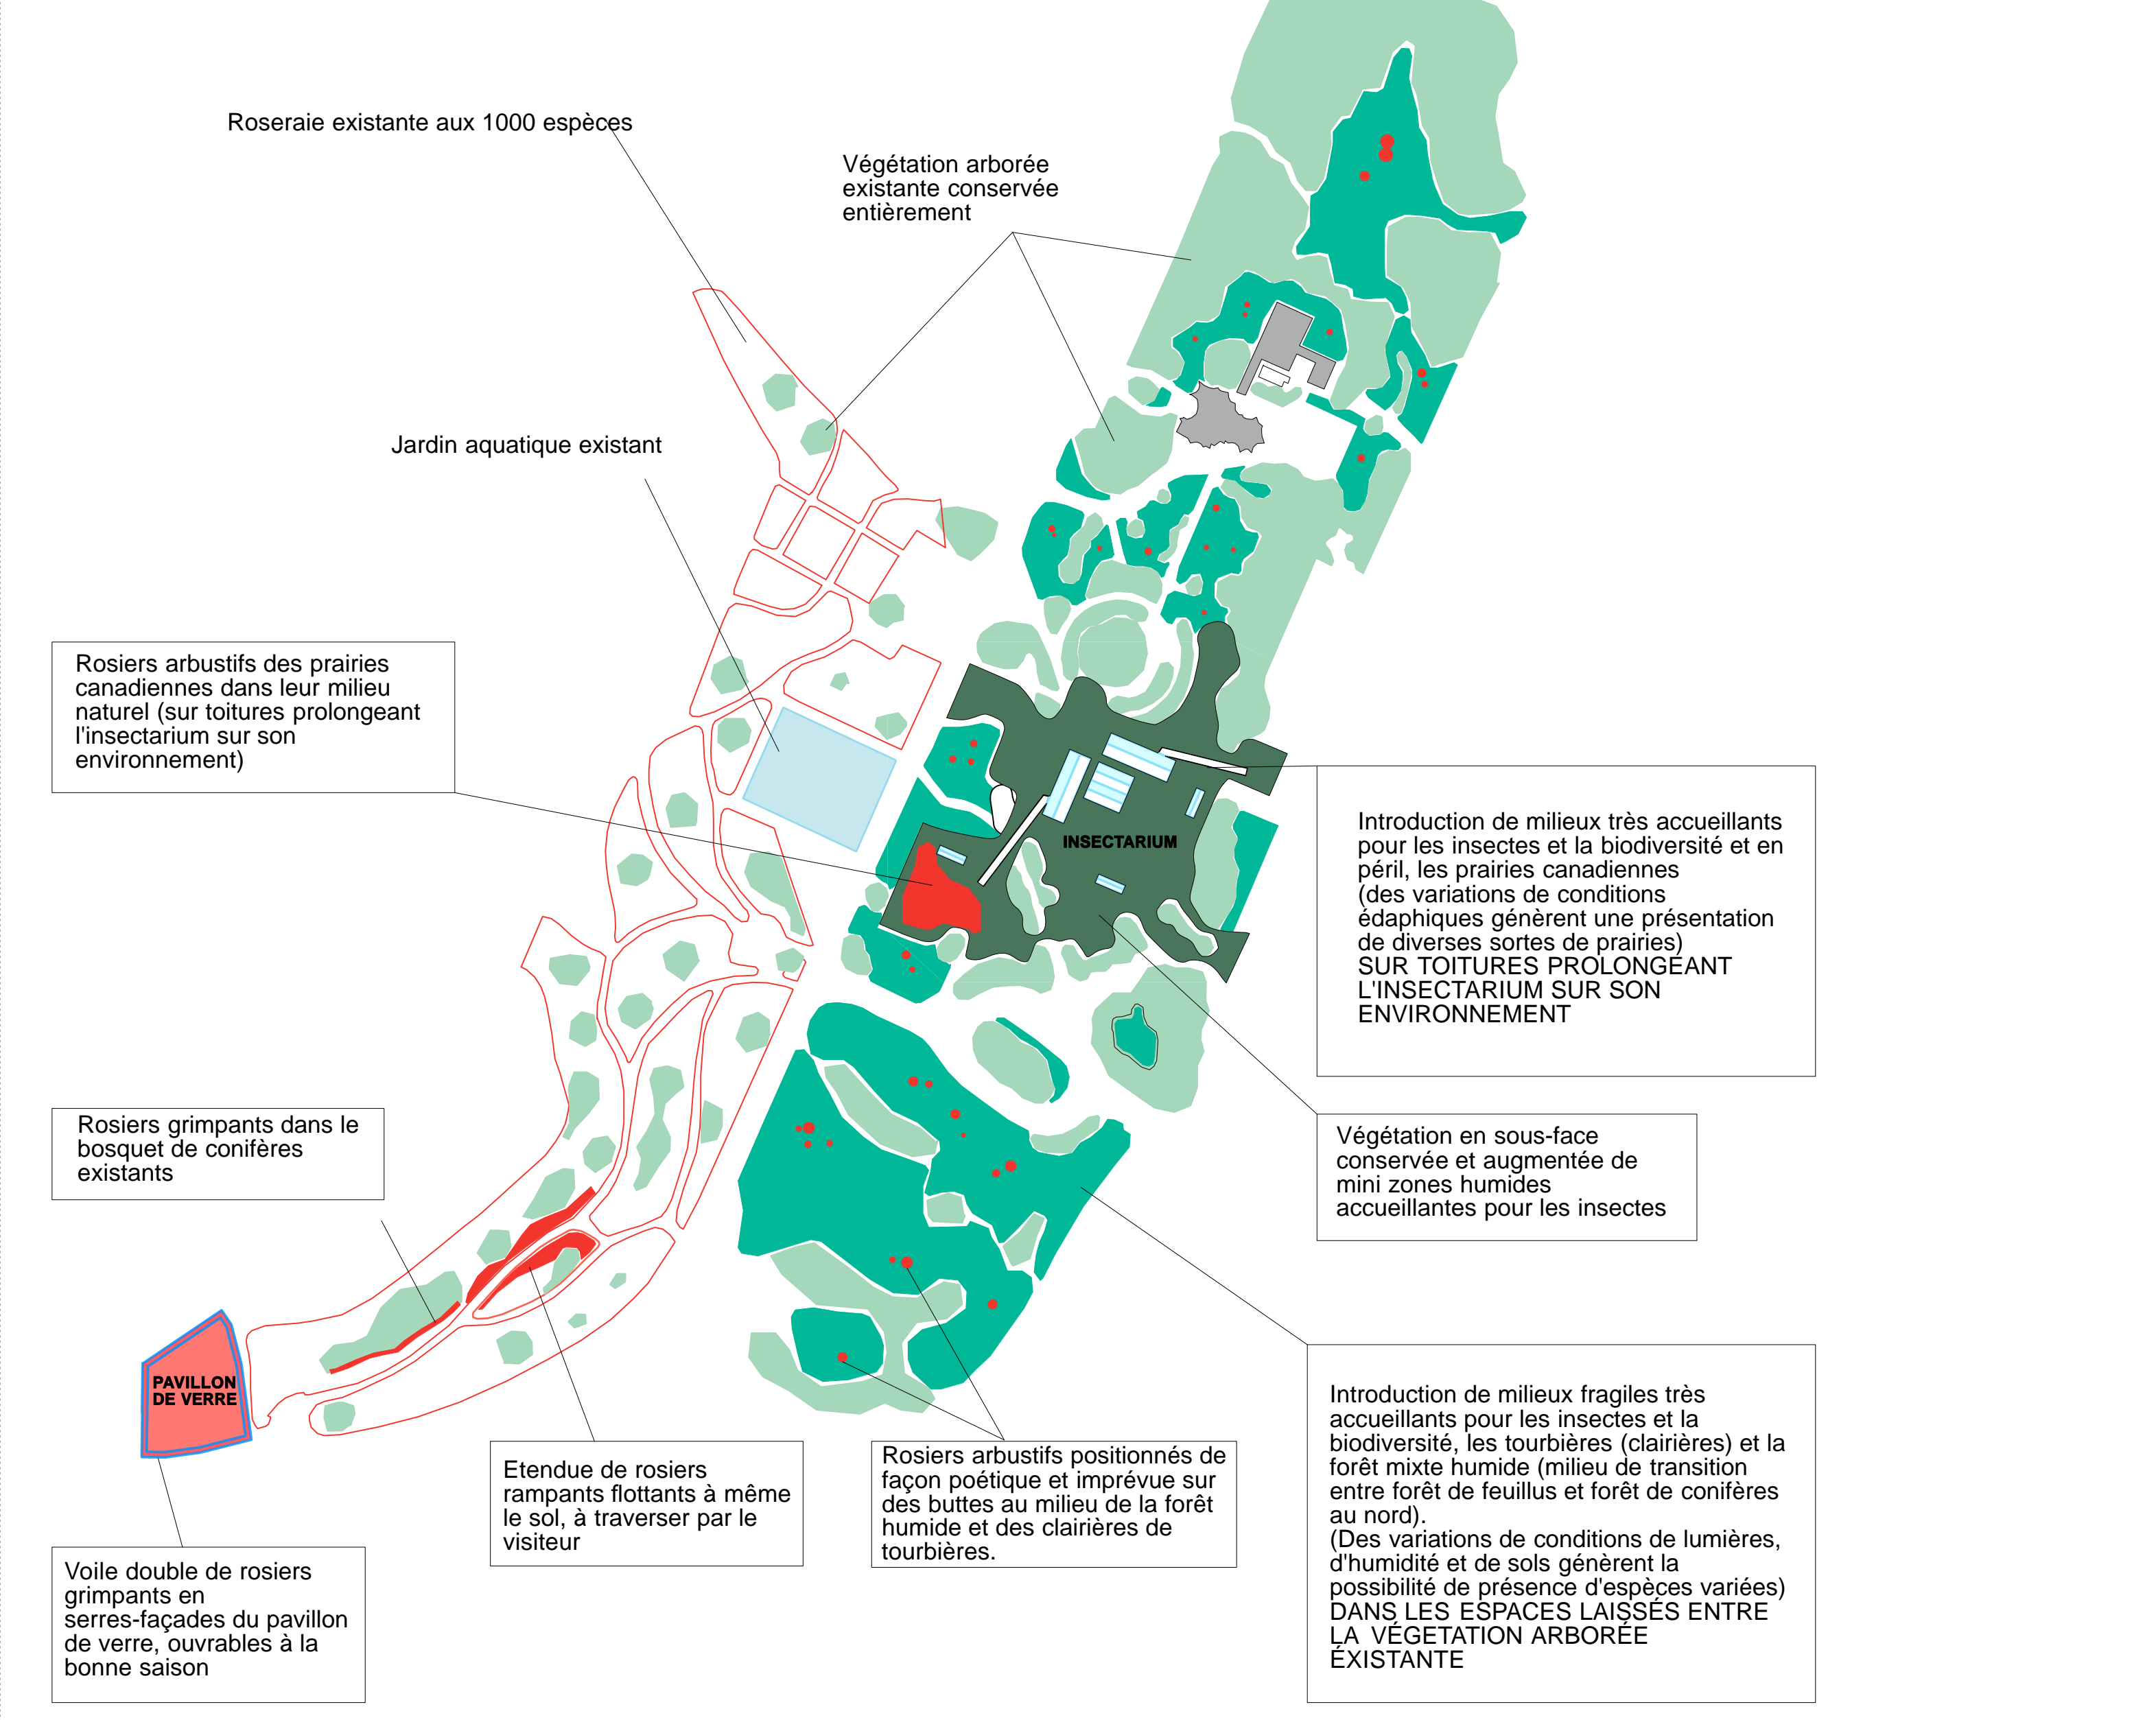 Roseraie existante aux 1000 espèces
Végétation arborée
existante conservée
entièrement
Jardin aquatique existant
Rosiers arbustifs des prairies
canadiennes dans leur milieu
naturel (sur toitures prolongeant
l'insectarium sur son
environnement)
INSECTARIUM
Introduction de milieux très accueillants
pour les insectes et la biodiversité et en
péril, les prairies canadiennes
(des variations de conditions
édaphiques génèrent une présentation
de diverses sortes de prairies)
SUR TOITURES PROLONGEANT
L'INSECTARIUM SUR SON
ENVIRONNEMENT
Rosiers grimpants dans le
bosquet de conifères
existants
Végétation en sous-face
conservée et augmentée de
mini zones humides
accueillantes pour les insectes
PAVILLON
DE VERRE
Introduction de milieux fragiles très
accueillants pour les insectes et la
biodiversité, les tourbières (clairières) et la
forêt mixte humide (milieu de transition
entre forêt de feuillus et forêt de conifères
au nord).
(Des variations de conditions de lumières,
d'humidité et de sols génèrent la
possibilité de présence d'espèces variées)
DANS LES ESPACES LAISSÉS ENTRE
LA VÉGETATION ARBORÉE
ÉXISTANTE
Etendue de rosiers
rampants flottants à même
le sol, à traverser par le
visiteur
Rosiers arbustifs positionnés de
façon poétique et imprévue sur
des buttes au milieu de la forêt
humide et des clairières de
tourbières.
Voile double de rosiers
grimpants en
serres-façades du pavillon
de verre, ouvrables à la
bonne saison